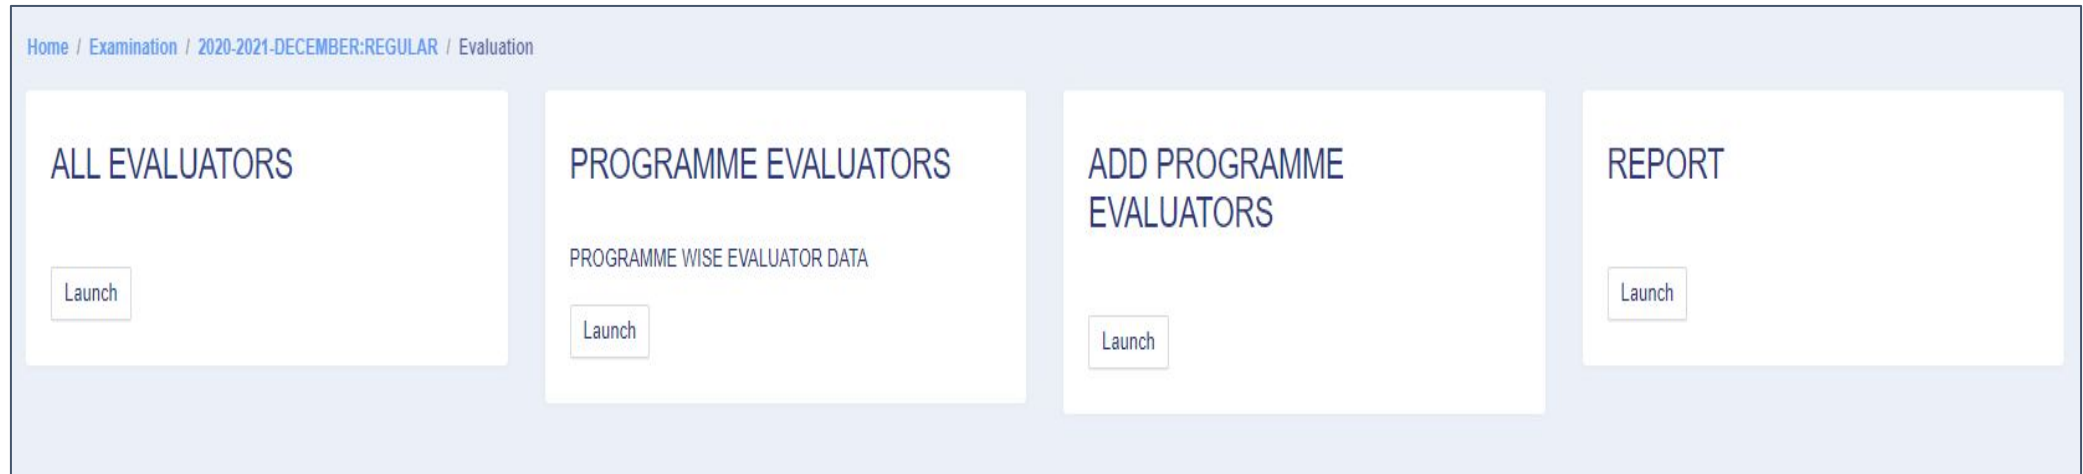 Home / Examination / 2020-2021-DECEMBER:REGULAR / Evaluation
ALL EVALUATORS
Launch
PROGRAMME EVALUATORS
PROGRAMME WISE EVALUATOR DATA
Launch
ADD PROGRAMME
EVALUATORS
Launch
REPORT
Launch